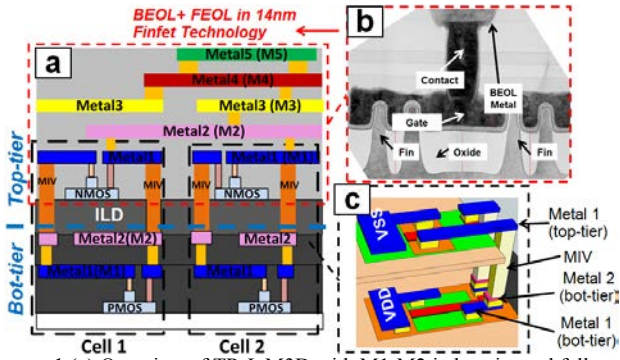 BEOL+ FEOL in 14nm
Finfet Technology
a
Metal5 (M5)
Metal4 (M4)
Metal3
Metal3 (M3)
Metal2 (M2)
Metal1
Metal1(M1)
MIV
MIV
MIV
MIV
NMOS
NMOS
Top-tier
ILD
Bot-tier
Metal2(M2)
Metal2
Metal1(M1)
Metal1
PMOS
PMOS
Cell 1
Cell 2
b
Contact
BEOL
Metal
Gate
Fin
Oxide
Fin
c
VSS
VDD
Metal 1
(top-tier)
MIV
Metal 2
(bot-tier)
Metal 1
(bot-tier)